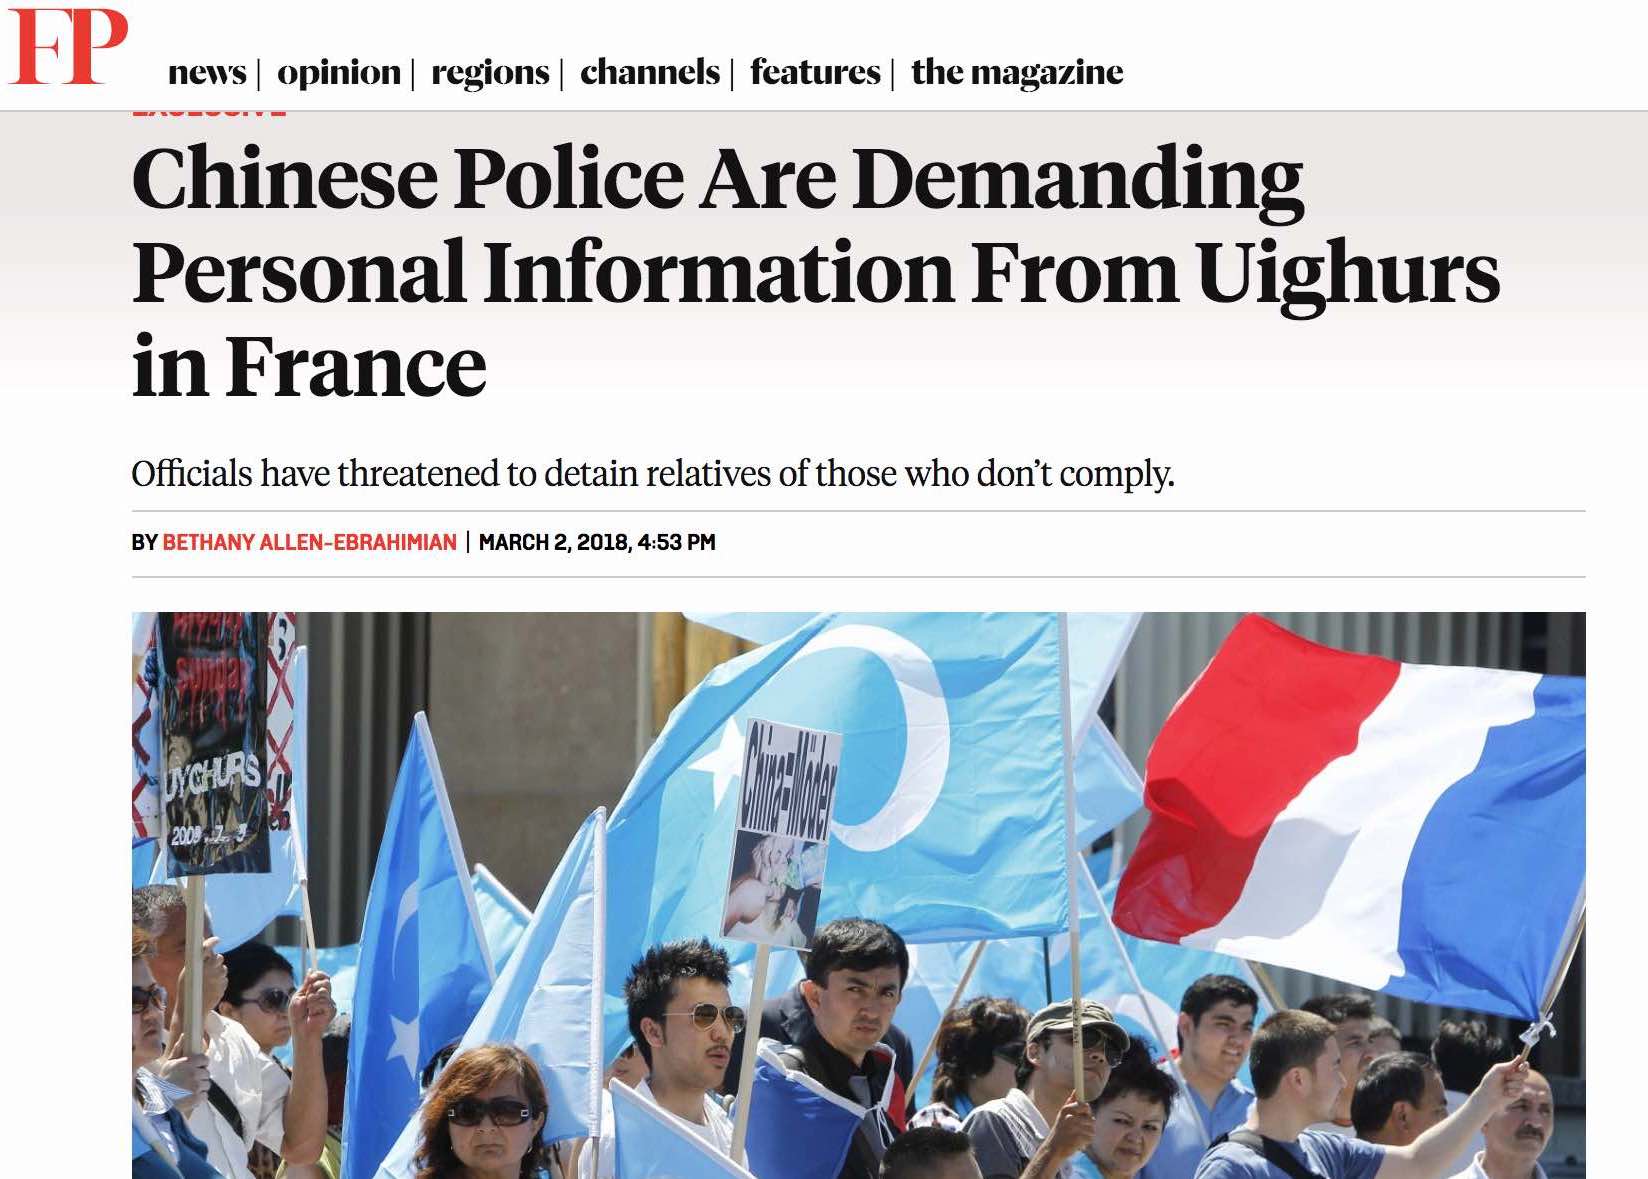 FP
news | opinion | regions | channels | features | the magazine
EXCLUSIVE
Chinese Police Are Demanding
Personal Information From Uighurs
in France
Officials have threatened to detain relatives of those who don’t comply.
BY BETHANY ALLEN-EBRAHIMIAN | MARCH 2, 2018, 4:53 PM
sunday
UYGHURS
2009 . 7 . 5
China=Möder